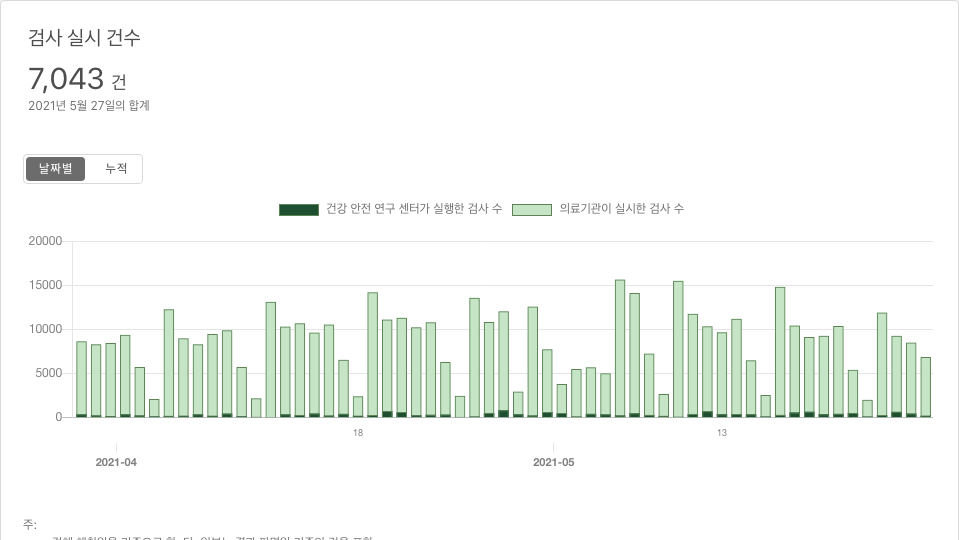 검사 실시 건수
7,043 건
2021년 5월 27일의 합계
날짜별 누적
건강 안전 연구 센터가 실행한 검사 수 의료기관이 실시한 검사 수
20000
15000
10000
5000
0
18 13
2021-04 2021-05
주: